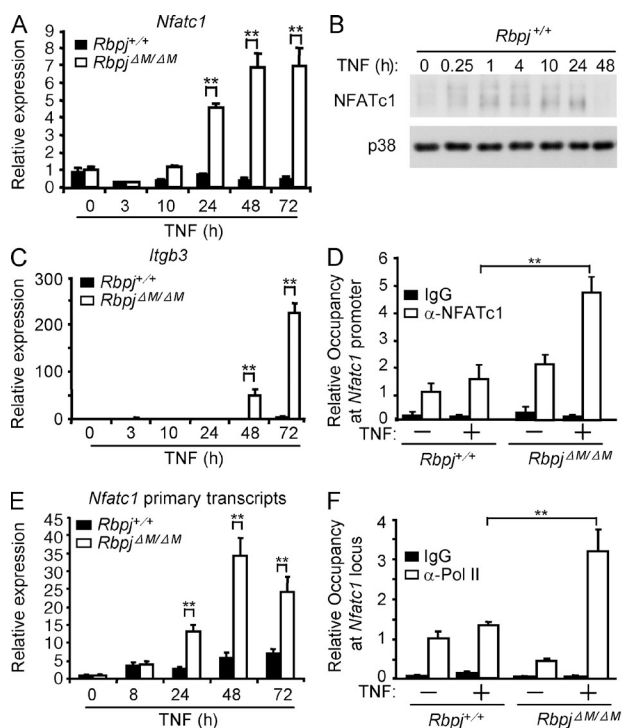 A
Nfatc1
Relative expression
9
8
7
6
5
4
3
2
1
0
Rbpj+/+
RbpjΔM/ΔM
**
**
**
0 3 10 24 48 72
TNF (h)
B
Rbpj+/+
TNF (h): 0 0.25 1 4 10 24 48
NFATc1
p38
C
Itgb3
Relative expression
300
200
100
50
0
Rbpj+/+
RbpjΔM/ΔM
**
**
0 3 10 24 48 72
TNF (h)
D
Relative Occupancy
at Nfatc1 promoter
6
5
4
3
2
1
0
**
IgG
α-NFATc1
TNF: − + − +
Rbpj+/+ RbpjΔM/ΔM
E
Nfatc1 primary transcripts
Relative expression
45
40
35
30
25
20
15
10
5
0
Rbpj+/+
RbpjΔM/ΔM
**
**
**
0 8 24 48 72
TNF (h)
F
Relative Occupancy
at Nfatc1 locus
4
3
2
1
0
**
IgG
α-Pol II
TNF: − + − +
Rbpj+/+ RbpjΔM/ΔM